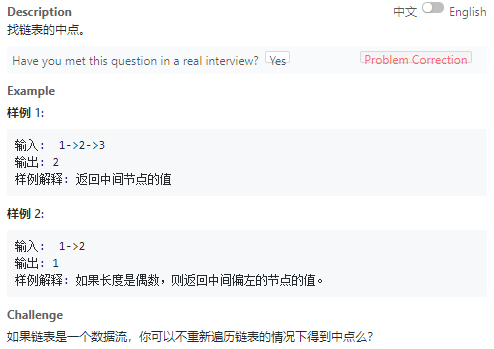 Description
中文 English
找链表的中点。
Have you met this question in a real interview? Yes
Problem Correction
Example
样例 1:
输入: 1->2->3
输出: 2
样例解释: 返回中间节点的值
样例 2:
输入: 1->2
输出: 1
样例解释: 如果长度是偶数，则返回中间偏左的节点的值。
Challenge
如果链表是一个数据流，你可以不重新遍历链表的情况下得到中点么?